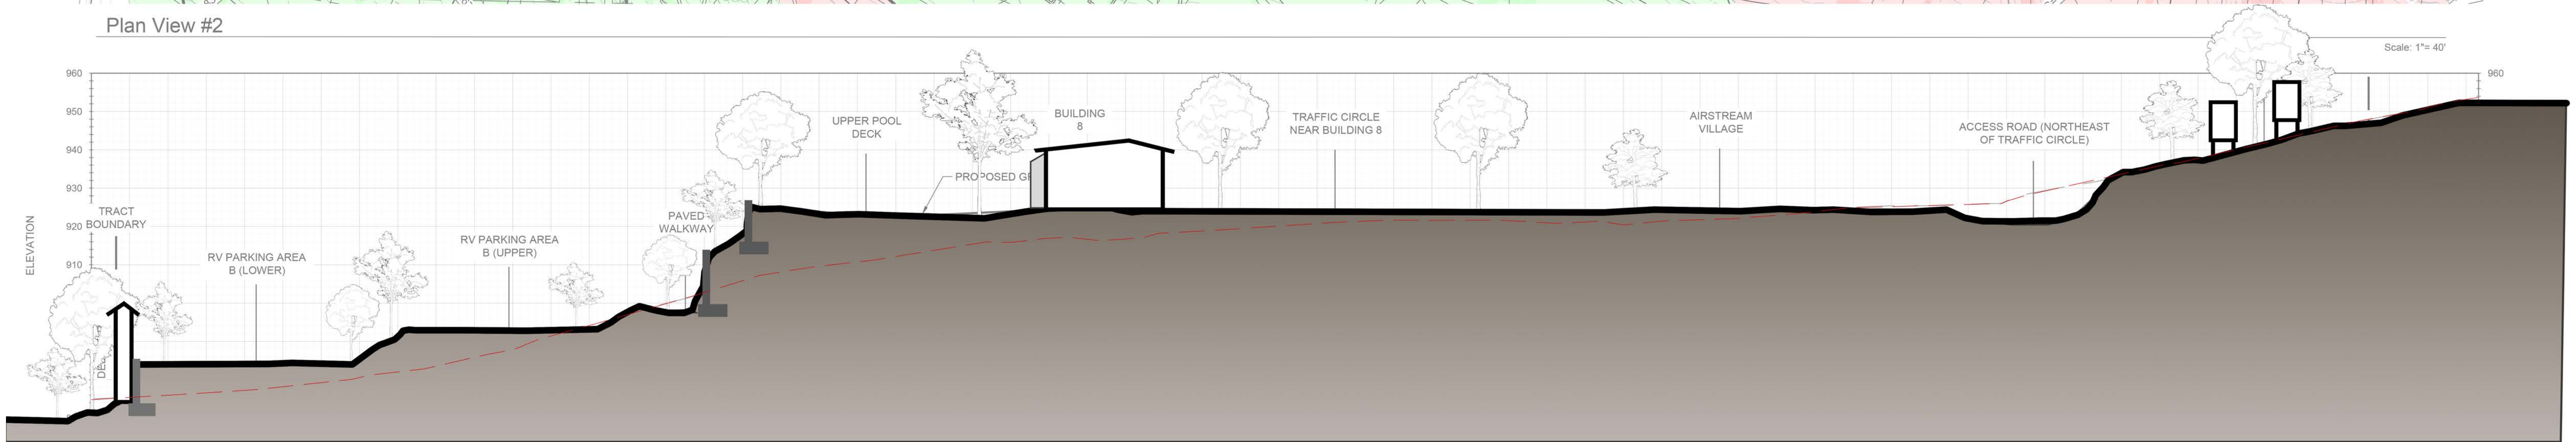 Plan View #2
Scale: 1"= 40'
960
960
950
940
930
920
910
ELEVATION
TRACT
BOUNDARY
RV PARKING AREA
B (LOWER)
RV PARKING AREA
B (UPPER)
PAVED
WALKWAY
UPPER POOL
DECK
PROPOSED GR
BUILDING
8
TRAFFIC CIRCLE
NEAR BUILDING 8
AIRSTREAM
VILLAGE
ACCESS ROAD (NORTHEAST
OF TRAFFIC CIRCLE)